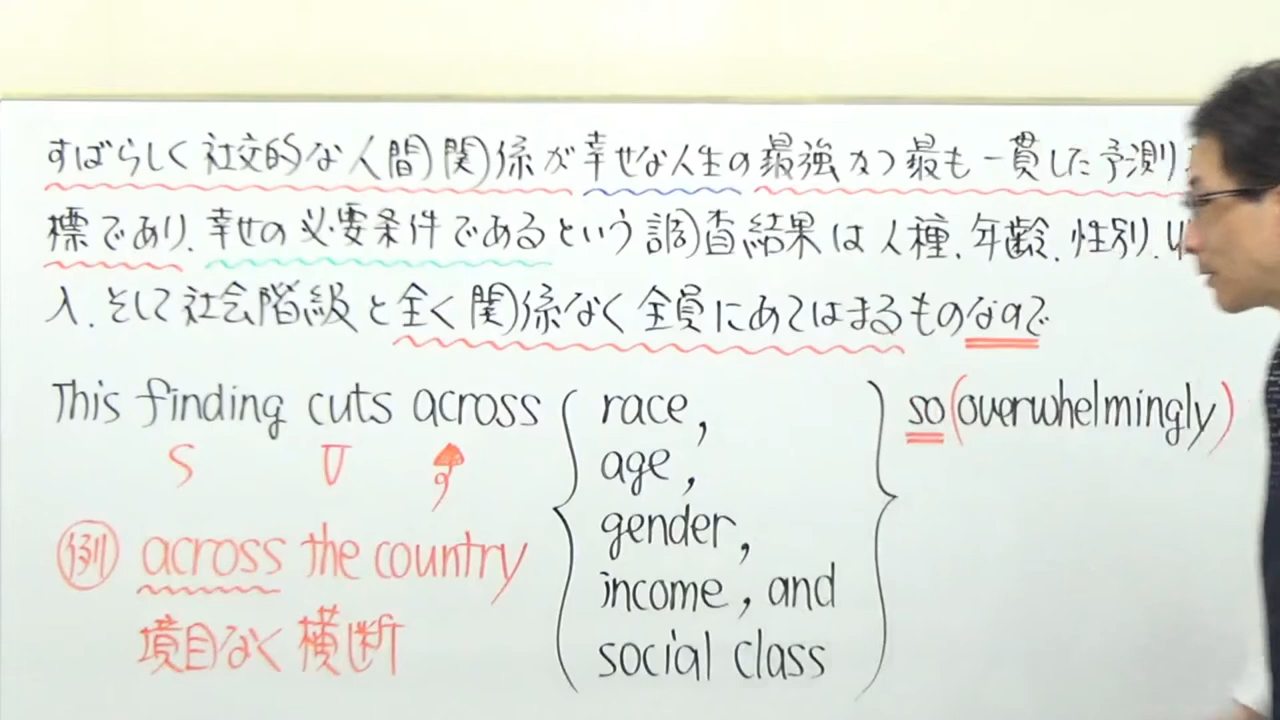 すばらしく社交的な人間関係が幸せな人生の最強かつ最も一貫した予測
標であり、幸せの必要条件であるという調査結果は人種、年齢、性別、
入、そして社会階級と全く関係なく全員にあてはまるものなので
This finding cuts across race, so (overwhelmingly)
S V
age,
gender,
例 across the country
income, and
境目なく横断
social class